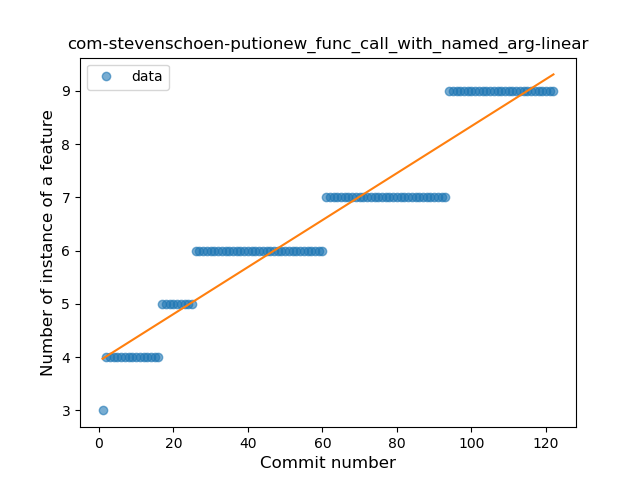 com-stevenschoen-putionew_func_call_with_named_arg-linear
data
Number of instance of a feature
9
8
7
6
5
4
3
0 20 40 60 80 100 120
Commit number